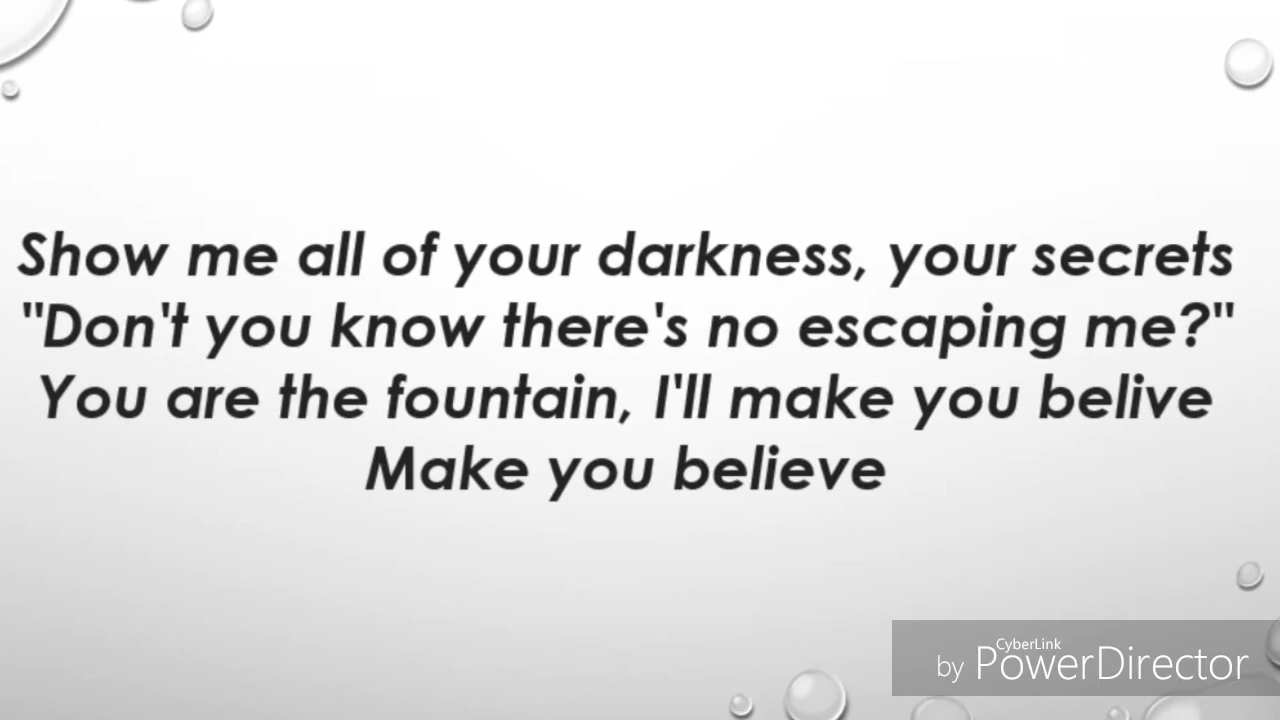 Show me all of your darkness, your secrets
"Don't you know there's no escaping me?"
You are the fountain, I'll make you belive
Make you believe
CyberLink
by PowerDirector